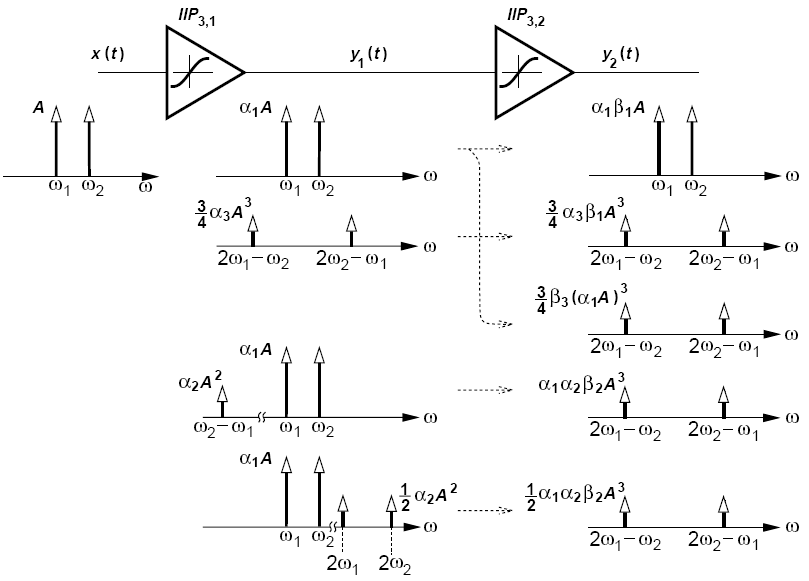 IIP₃,₁ IIP₃,₂
x(t) y₁(t) y₂(t)
A α₁A α₁β₁A
ω₁ ω₂ ω ω₁ ω₂ ω ω₁ ω₂ ω
3/4 α₃A³ 3/4 α₃β₁A³
2ω₁−ω₂ 2ω₂−ω₁ ω 2ω₁−ω₂ 2ω₂−ω₁ ω
3/4 β₃(α₁A)³
2ω₁−ω₂ 2ω₂−ω₁ ω
α₁A
α₂A² α₁α₂β₂A³
ω₂−ω₁ ω₁ ω₂ ω 2ω₁−ω₂ 2ω₂−ω₁ ω
α₁A
1/2 α₂A² 1/2 α₁α₂β₂A³
ω₁ ω₂ ω 2ω₁−ω₂ 2ω₂−ω₁ ω
2ω₁ 2ω₂